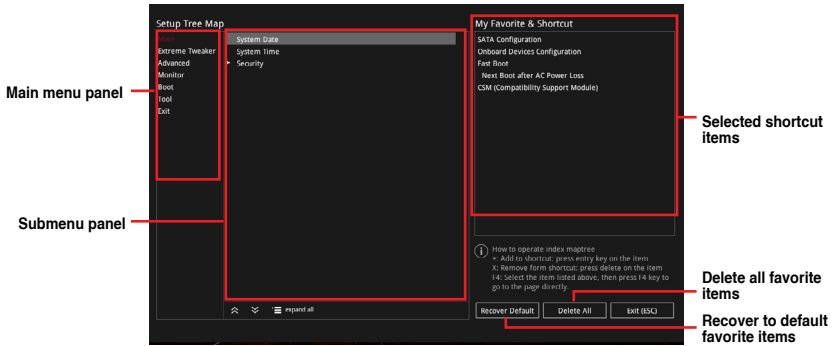 Setup Tree Map
Main
Extreme Tweaker
Advanced
Monitor
Boot
Tool
Exit
System Date
System Time
Security
expand all
My Favorite & Shortcut
SATA Configuration
Onboard Devices Configuration
Fast Boot
Next Boot after AC Power Loss
CSM (Compatibility Support Module)
How to operate index maptree
+: Add to shortcut: press entry key on the item
X: Remove form shortcut: press delete on the item
F4: Select the item listed above, then press F4 key to
go to the page directly.
Recover Default
Delete All
Exit (ESC)
Main menu panel
Submenu panel
Selected shortcut
items
Delete all favorite
items
Recover to default
favorite items